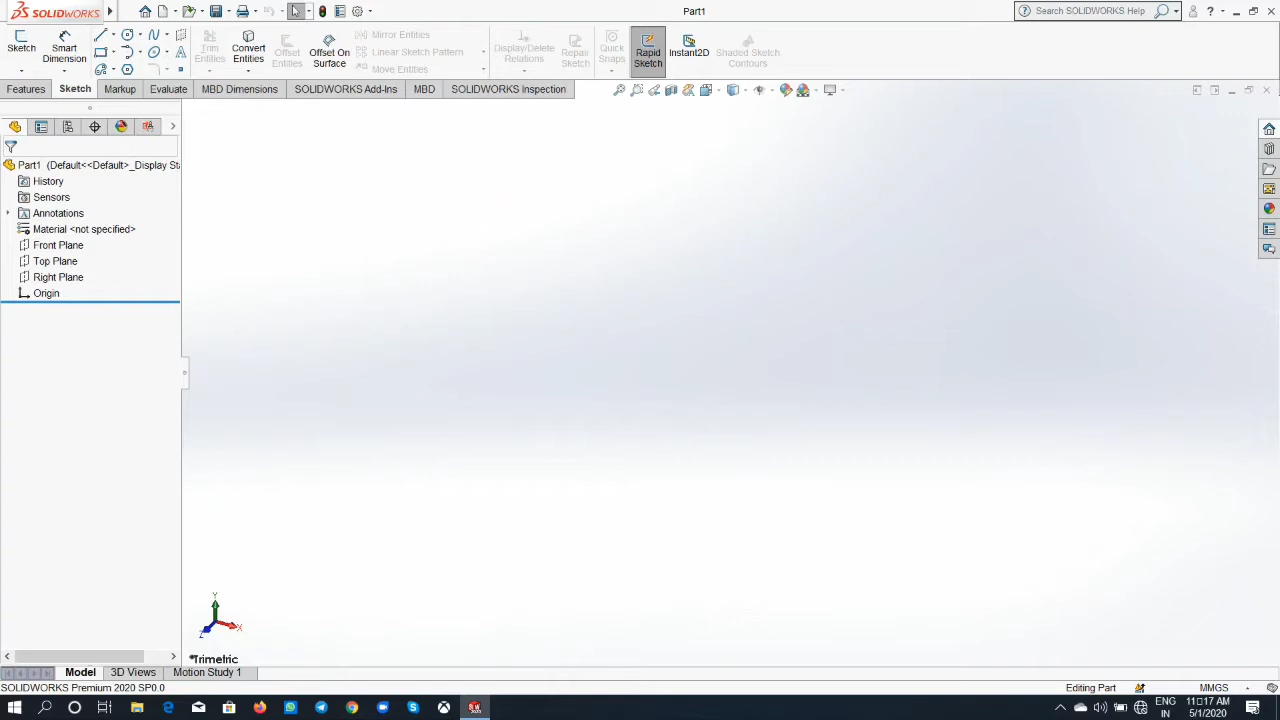 SOLIDWORKS
Part1
Search SOLIDWORKS Help
Sketch
Smart Dimension
Trim Entities
Convert Entities
Offset Entities
Offset On Surface
Mirror Entities
Linear Sketch Pattern
Move Entities
Display/Delete Relations
Repair Sketch
Quick Snaps
Rapid Sketch
Instant2D
Shaded Sketch Contours
Features
Sketch
Markup
Evaluate
MBD Dimensions
SOLIDWORKS Add-Ins
MBD
SOLIDWORKS Inspection
Part1 (Default<<Default>_Display St
History
Sensors
Annotations
Material <not specified>
Front Plane
Top Plane
Right Plane
Origin
Y
X
Z
*Trimetric
Model
3D Views
Motion Study 1
SOLIDWORKS Premium 2020 SP0.0
Editing Part
MMGS
ENG
IN
11:17 AM
5/1/2020